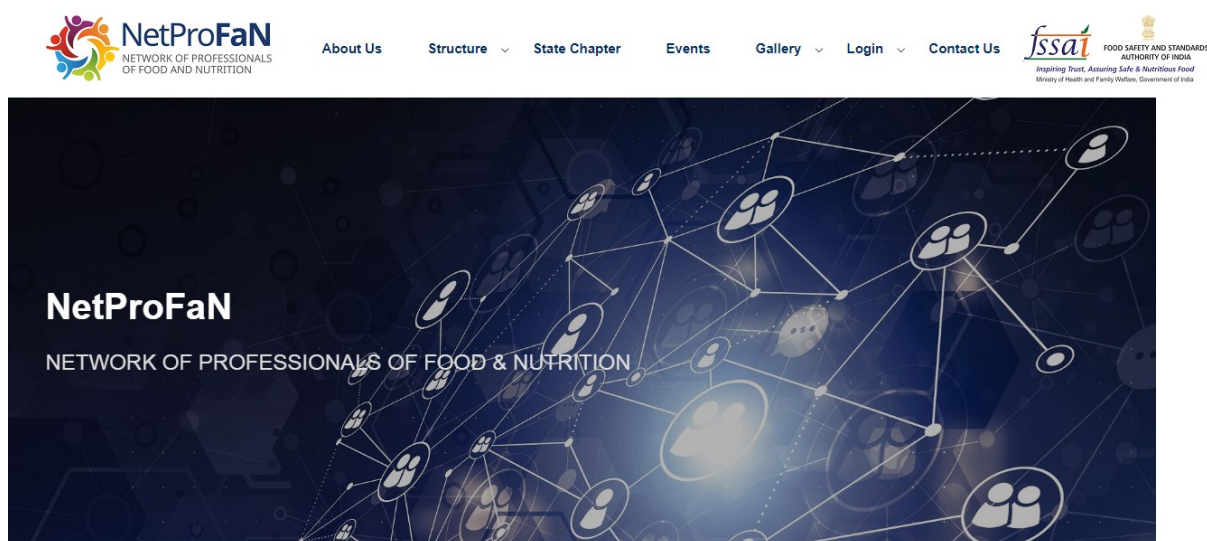 NetProFaN
NETWORK OF PROFESSIONALS
OF FOOD AND NUTRITION
About Us
Structure
State Chapter
Events
Gallery
Login
Contact Us
fssai
FOOD SAFETY AND STANDARDS
AUTHORITY OF INDIA
Inspiring Trust, Assuring Safe & Nutritious Food
Ministry of Health and Family Welfare, Government of India
NetProFaN
NETWORK OF PROFESSIONALS OF FOOD & NUTRITION